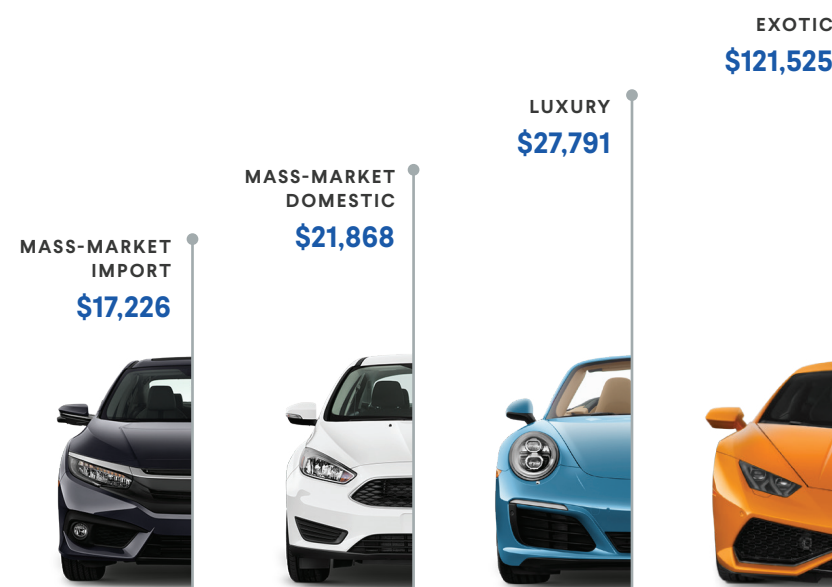 EXOTIC
$121,525
LUXURY
$27,791
MASS-MARKET
DOMESTIC
$21,868
MASS-MARKET
IMPORT
$17,226